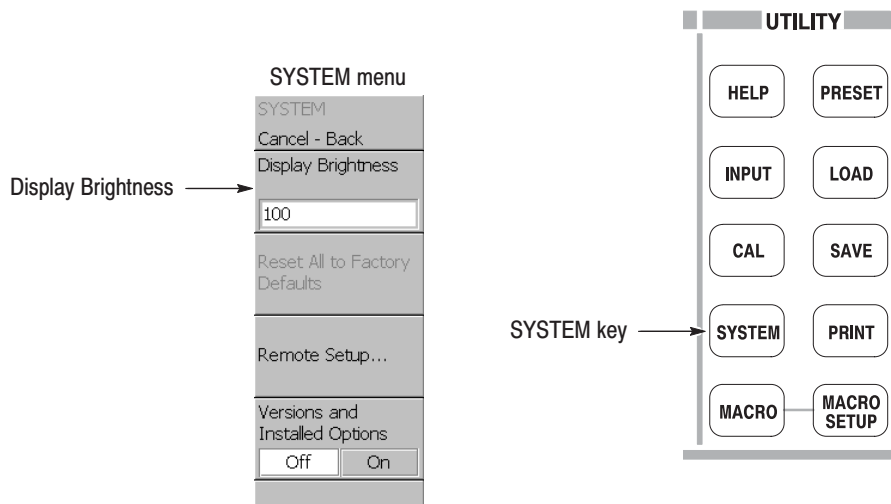 SYSTEM menu
SYSTEM
Cancel - Back
Display Brightness
Display Brightness
100
Reset All to Factory
Defaults
Remote Setup...
Versions and
Installed Options
Off On
UTILITY
HELP PRESET
INPUT LOAD
CAL SAVE
SYSTEM key
SYSTEM PRINT
MACRO MACRO
SETUP